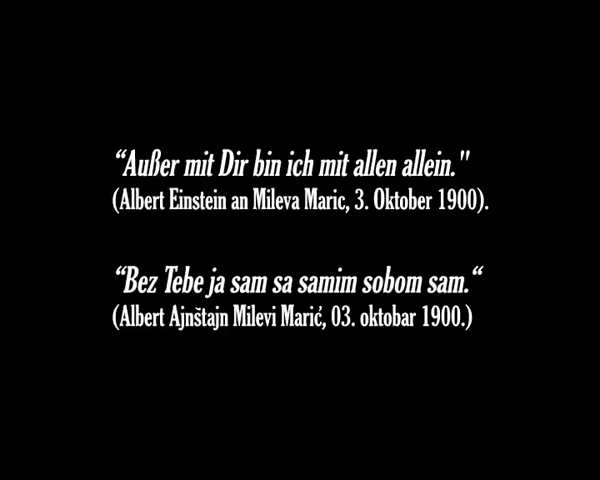 “Außer mit Dir bin ich mit allen allein."
(Albert Einstein an Mileva Maric, 3. Oktober 1900).
“Bez Tebe ja sam sa samim sobom sam.“
(Albert Ajnštajn Milevi Marić, 03. oktobar 1900.)